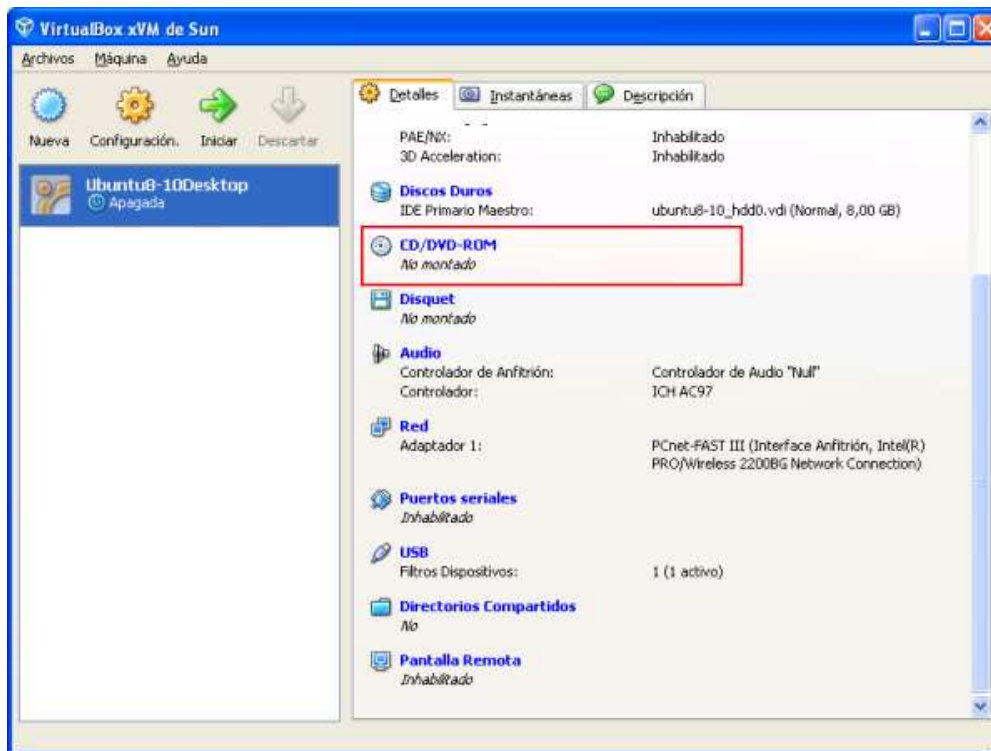 VirtualBox xVM de Sun
Archivos Máquina Ayuda
Nueva Configuración. Iniciar Descartar
Detalles Instantáneas Descripción
Ubuntu8-10Desktop
Apagada
PAE/NX: Inhabilitado
3D Acceleration: Inhabilitado
Discos Duros
IDE Primario Maestro: ubuntu8-10_hdd0.vdi (Normal, 8,00 GB)
CD/DVD-ROM
No montado
Disquet
No montado
Audio
Controlador de Anfitrión: Controlador de Audio "Null"
Controlador: ICH AC97
Red
Adaptador 1: PCnet-FAST III (Interface Anfitrión, Intel(R)
PRO/Wireless 2200BG Network Connection)
Puertos seriales
Inhabilitado
USB
Filtros Dispositivos: 1 (1 activo)
Directorios Compartidos
No
Pantalla Remota
Inhabilitado